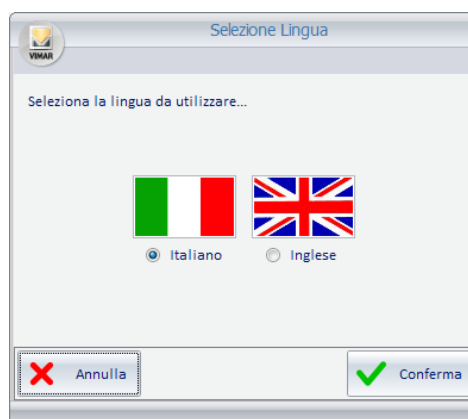 Selezione Lingua
VIMAR
Seleziona la lingua da utilizzare...
Italiano
Inglese
Annulla
Conferma